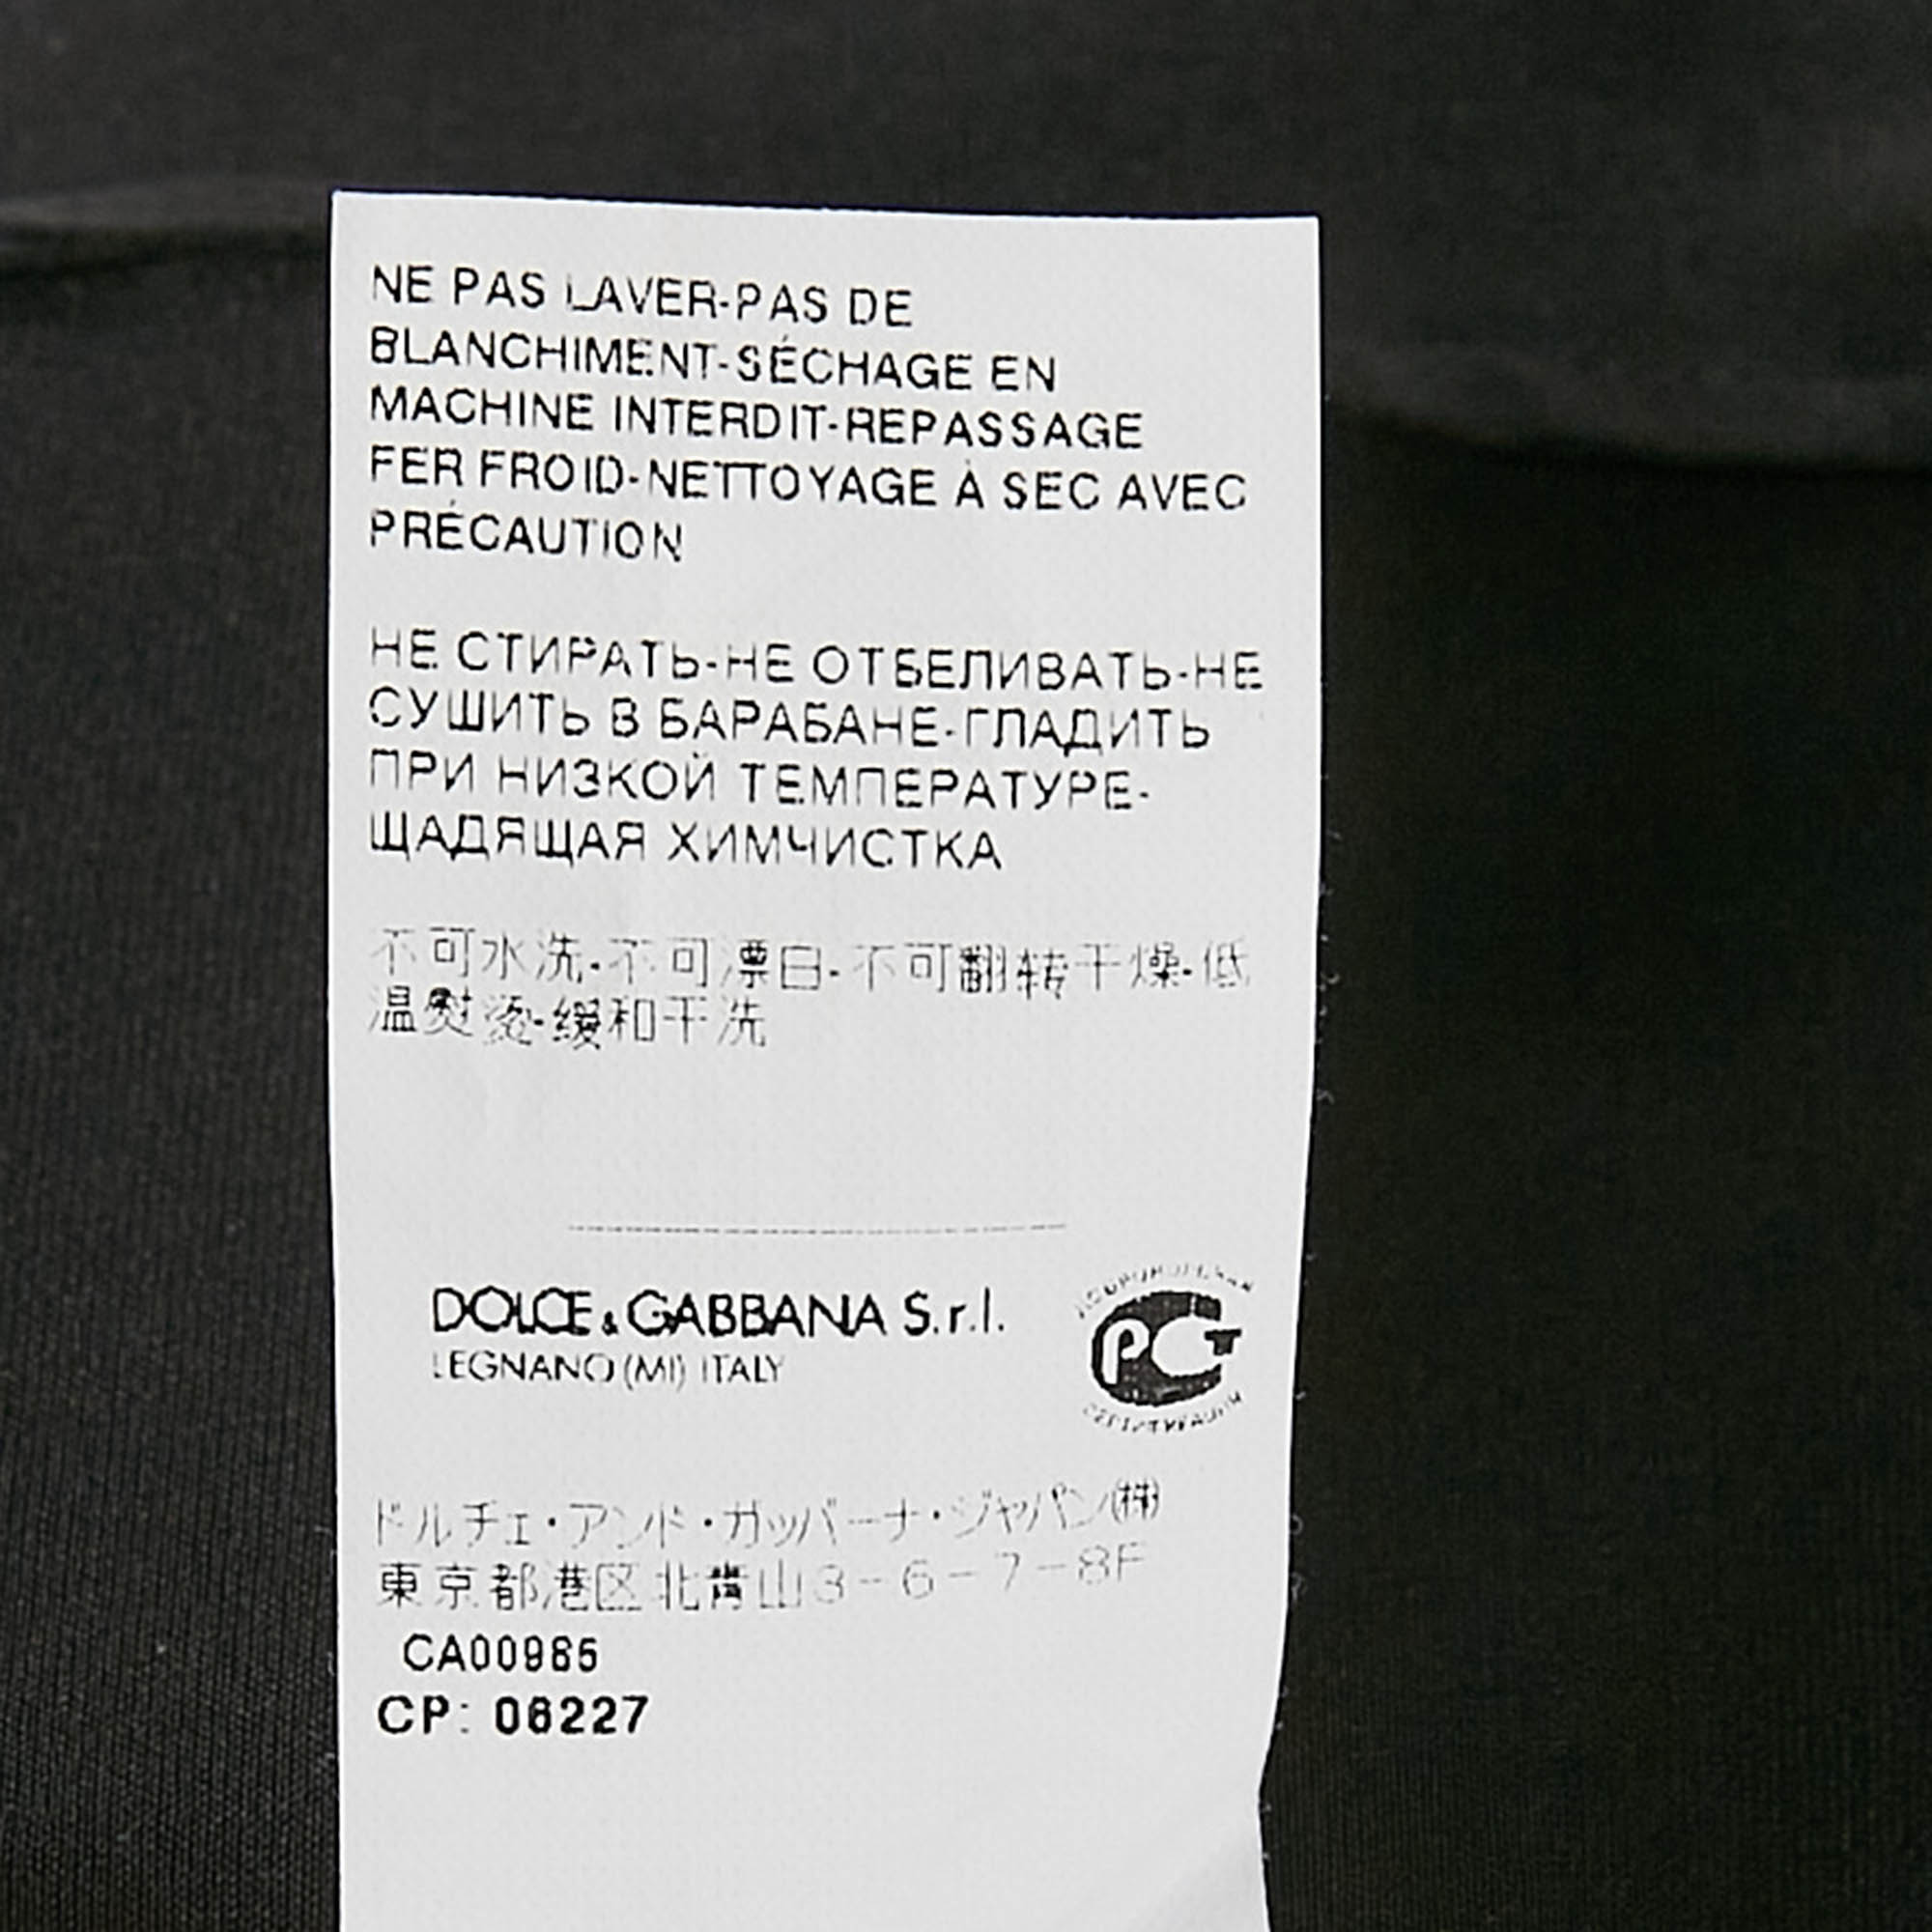 NE PAS LAVER-PAS DE
BLANCHIMENT-SÉCHAGE EN
MACHINE INTERDIT-REPASSAGE
FER FROID-NETTOYAGE À SEC AVEC
PRÉCAUTION
НЕ СТИРАТЬ-НЕ ОТБЕЛИВАТЬ-НЕ
СУШИТЬ В БАРАБАНЕ-ГЛАДИТЬ
ПРИ НИЗКОЙ ТЕМПЕРАТУРЕ-
ЩАДЯЩАЯ ХИМЧИСТКА
不可水洗-不可漂白-不可翻转干燥-低
温熨烫-缓和干洗
DOLCE & GABBANA S.r.l.
LEGNANO (MI) ITALY
РСТ
ドルチェ・アンド・ガッバーナ・ジャパン(株)
東京都港区北青山3-6-7-8F
CA00985
CP: 06227